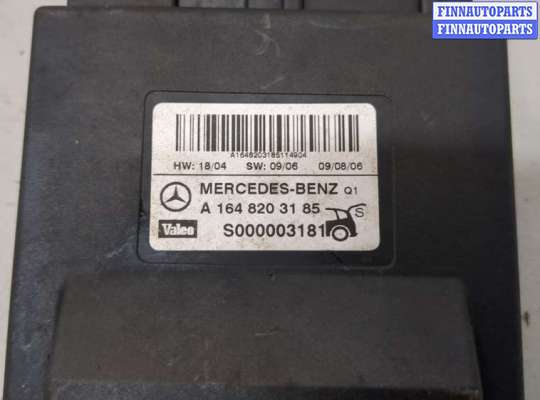 FINNAUTOPARTS
FINNAUTOPARTS
A1648203185114904
HW: 18/04 SW: 09/06 09/08/06
MERCEDES-BENZ Q1
A 164 820 31 85
S
Valeo S000003181